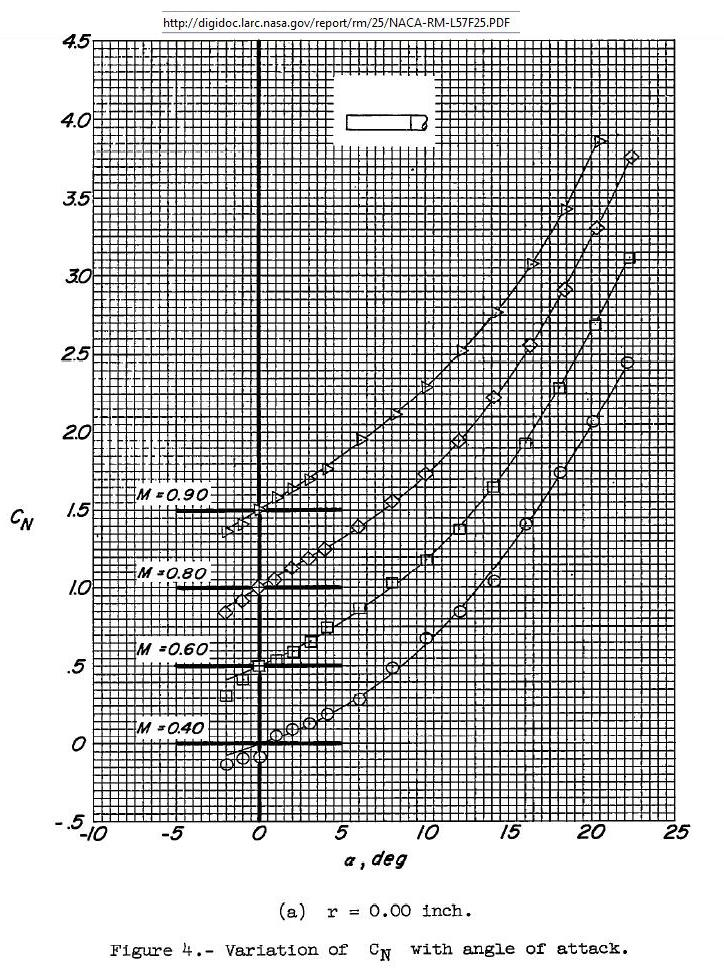 http://digidoc.larc.nasa.gov/report/rm/25/NACA-RM-L57F25.PDF
4.5
4.0
3.5
3.0
2.5
2.0
1.5
1.0
.5
0
-.5
CN
M = 0.90
M = 0.80
M = 0.60
M = 0.40
-10 -5 0 5 10 15 20 25
α, deg
(a) r = 0.00 inch.
Figure 4.- Variation of CN with angle of attack.